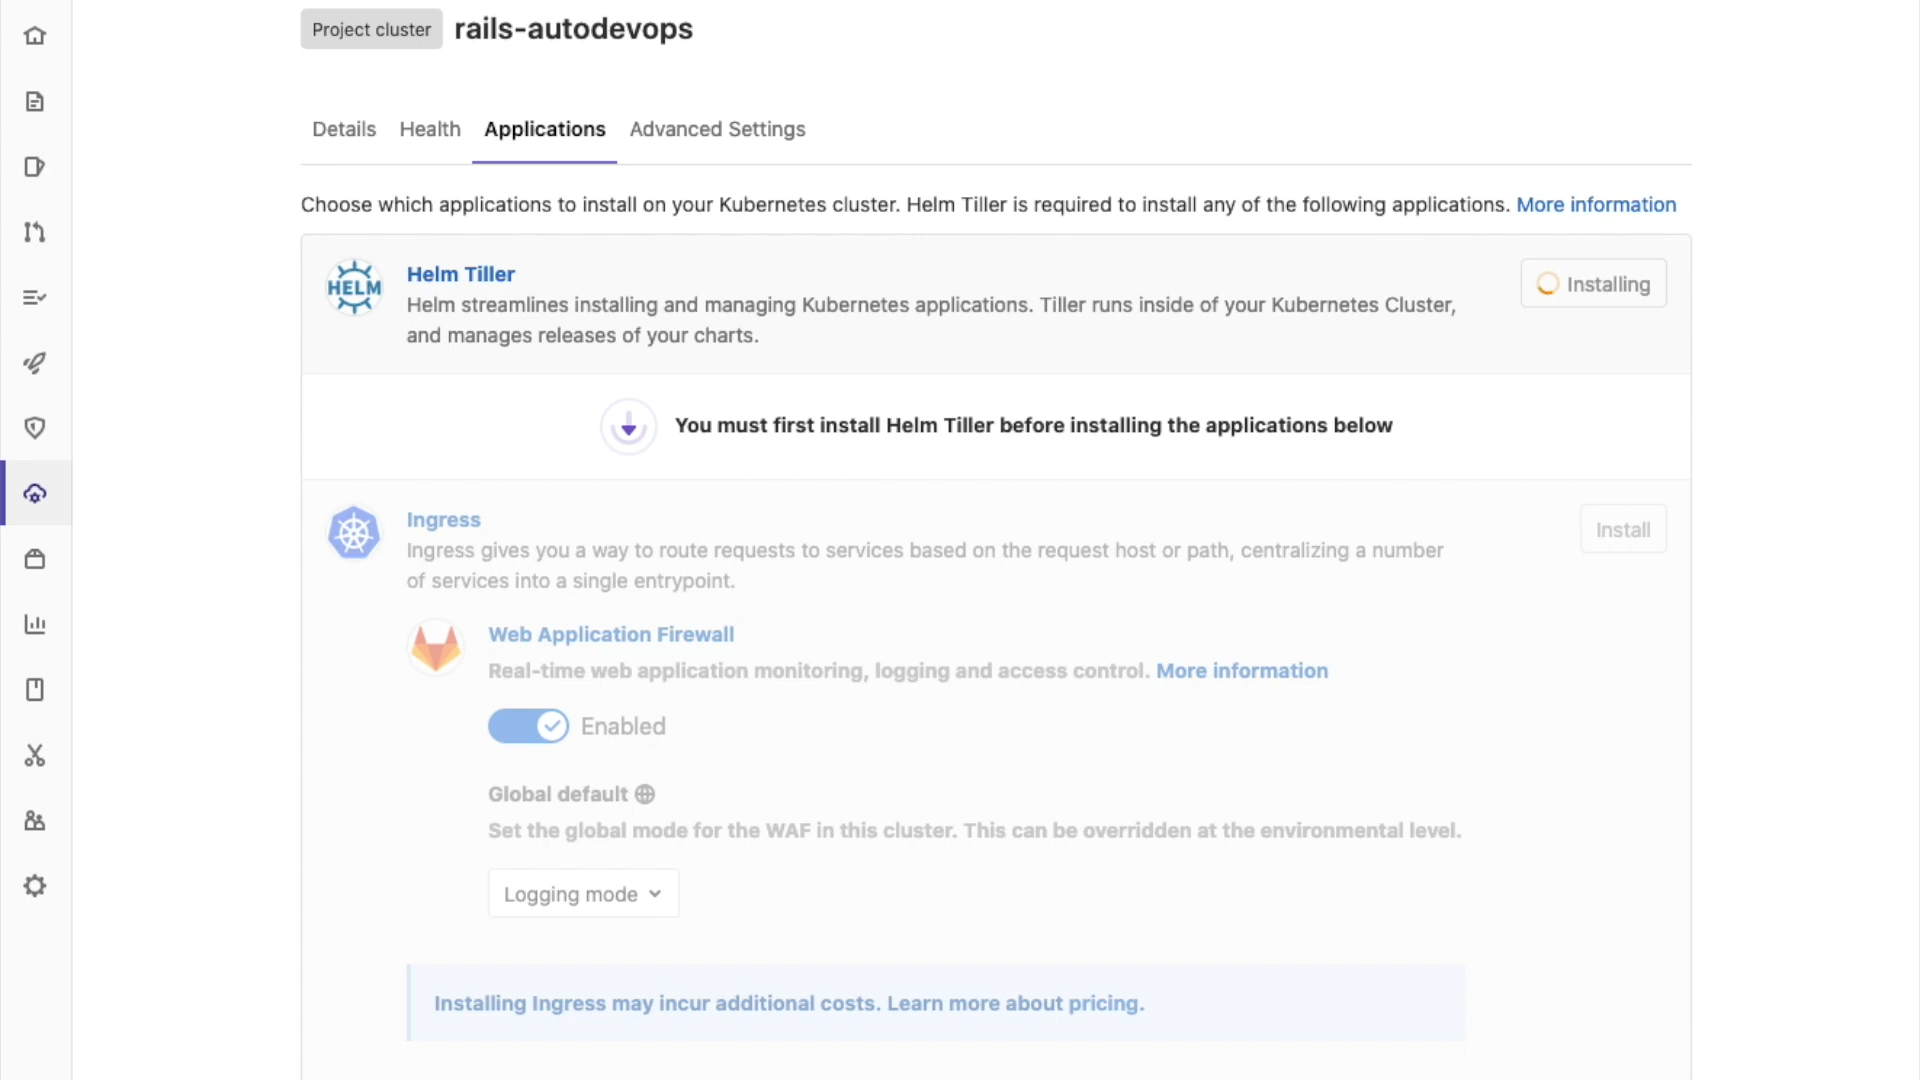 Project cluster rails-autodevops
Details Health Applications Advanced Settings
Choose which applications to install on your Kubernetes cluster. Helm Tiller is required to install any of the following applications. More information
HELM
Helm Tiller
Installing
Helm streamlines installing and managing Kubernetes applications. Tiller runs inside of your Kubernetes Cluster,
and manages releases of your charts.
You must first install Helm Tiller before installing the applications below
Ingress
Install
Ingress gives you a way to route requests to services based on the request host or path, centralizing a number
of services into a single entrypoint.
Web Application Firewall
Real-time web application monitoring, logging and access control. More information
Enabled
Global default
Set the global mode for the WAF in this cluster. This can be overridden at the environmental level.
Logging mode
Installing Ingress may incur additional costs. Learn more about pricing.